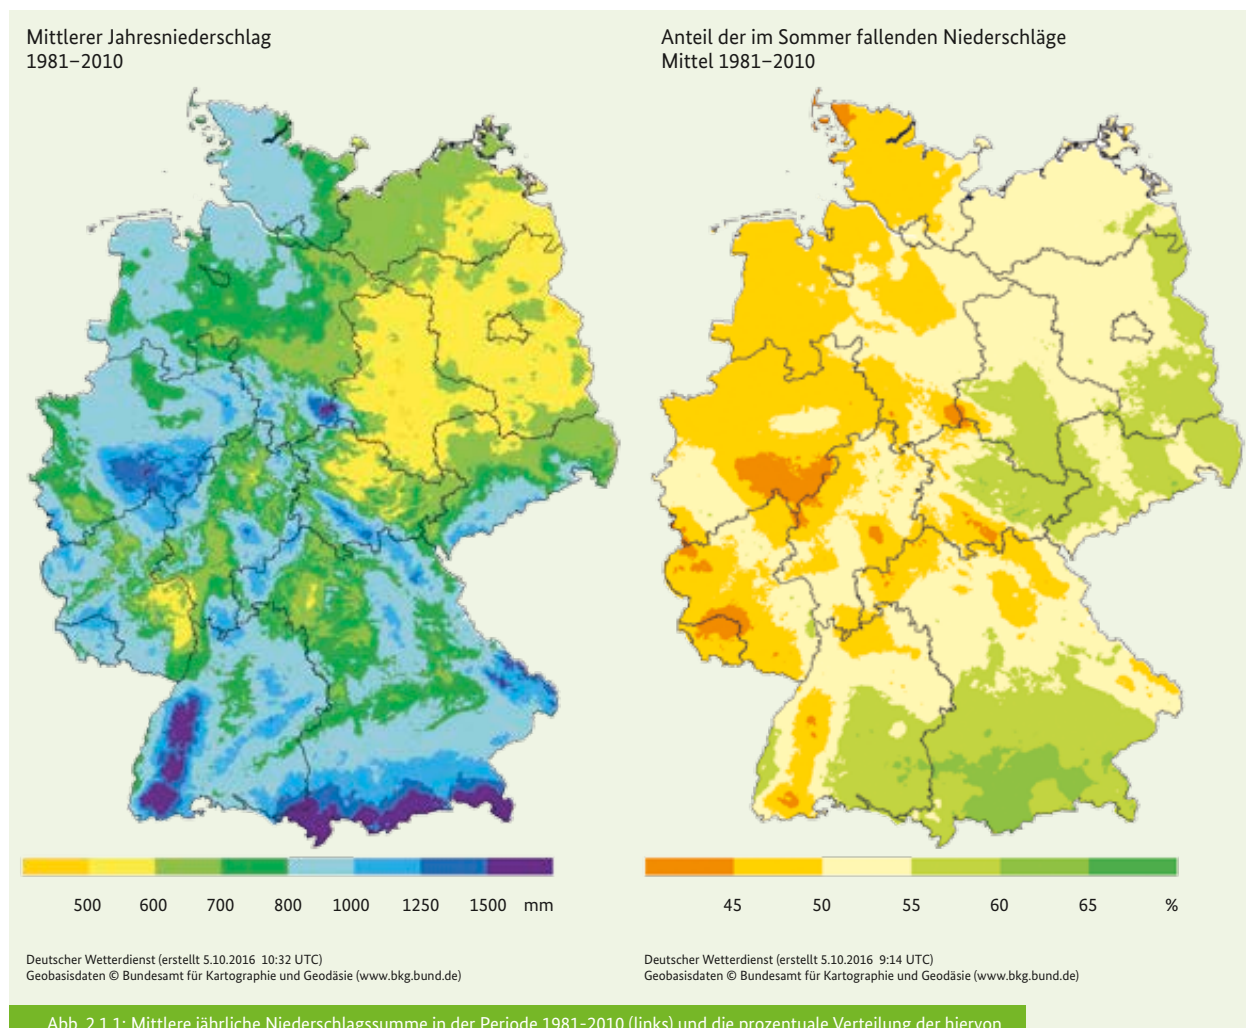 Mittlerer Jahresniederschlag
1981–2010
Anteil der im Sommer fallenden Niederschläge
Mittel 1981–2010
500 600 700 800 1000 1250 1500 mm
45 50 55 60 65 %
Deutscher Wetterdienst (erstellt 5.10.2016 10:32 UTC)
Geobasisdaten © Bundesamt für Kartographie und Geodäsie (www.bkg.bund.de)
Deutscher Wetterdienst (erstellt 5.10.2016 9:14 UTC)
Geobasisdaten © Bundesamt für Kartographie und Geodäsie (www.bkg.bund.de)
Abb. 2.1.1: Mittlere jährliche Niederschlagssumme in der Periode 1981-2010 (links) und die prozentuale Verteilung der hiervon